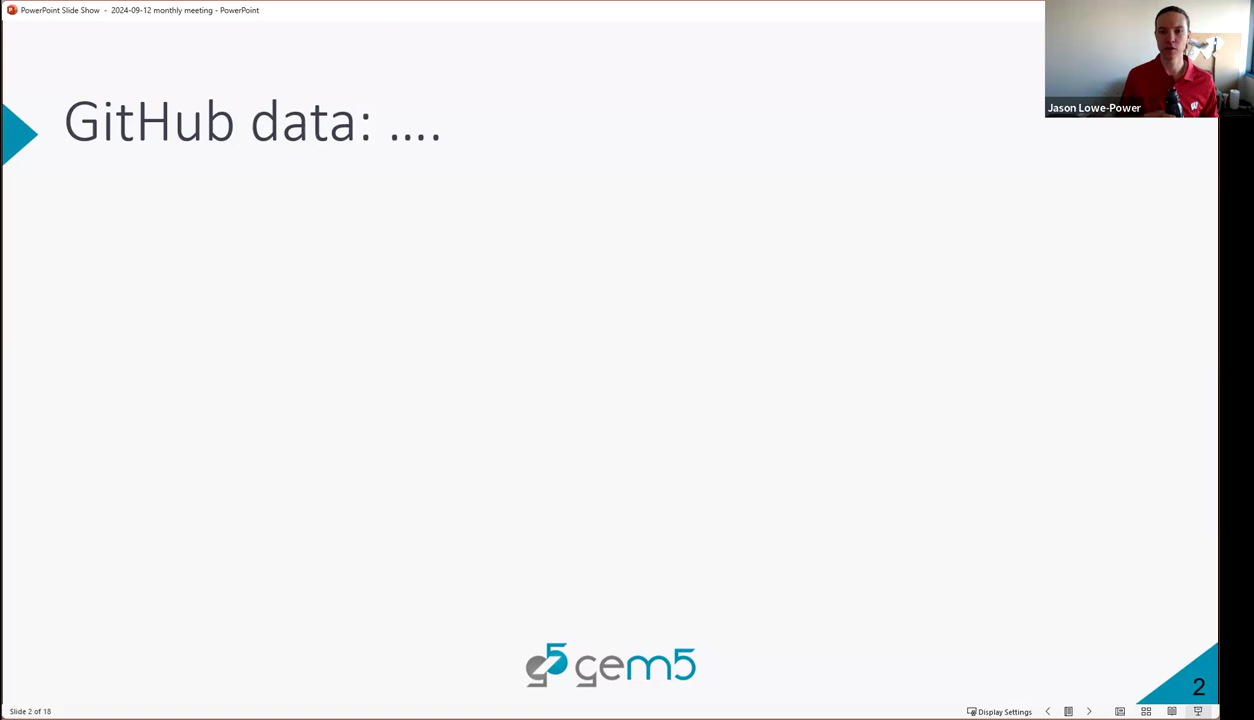 PowerPoint Slide Show - 2024-09-12 monthly meeting - PowerPoint
Jason Lowe-Power
GitHub data: ....
g5 gem5
2
Slide 2 of 18
Display Settings